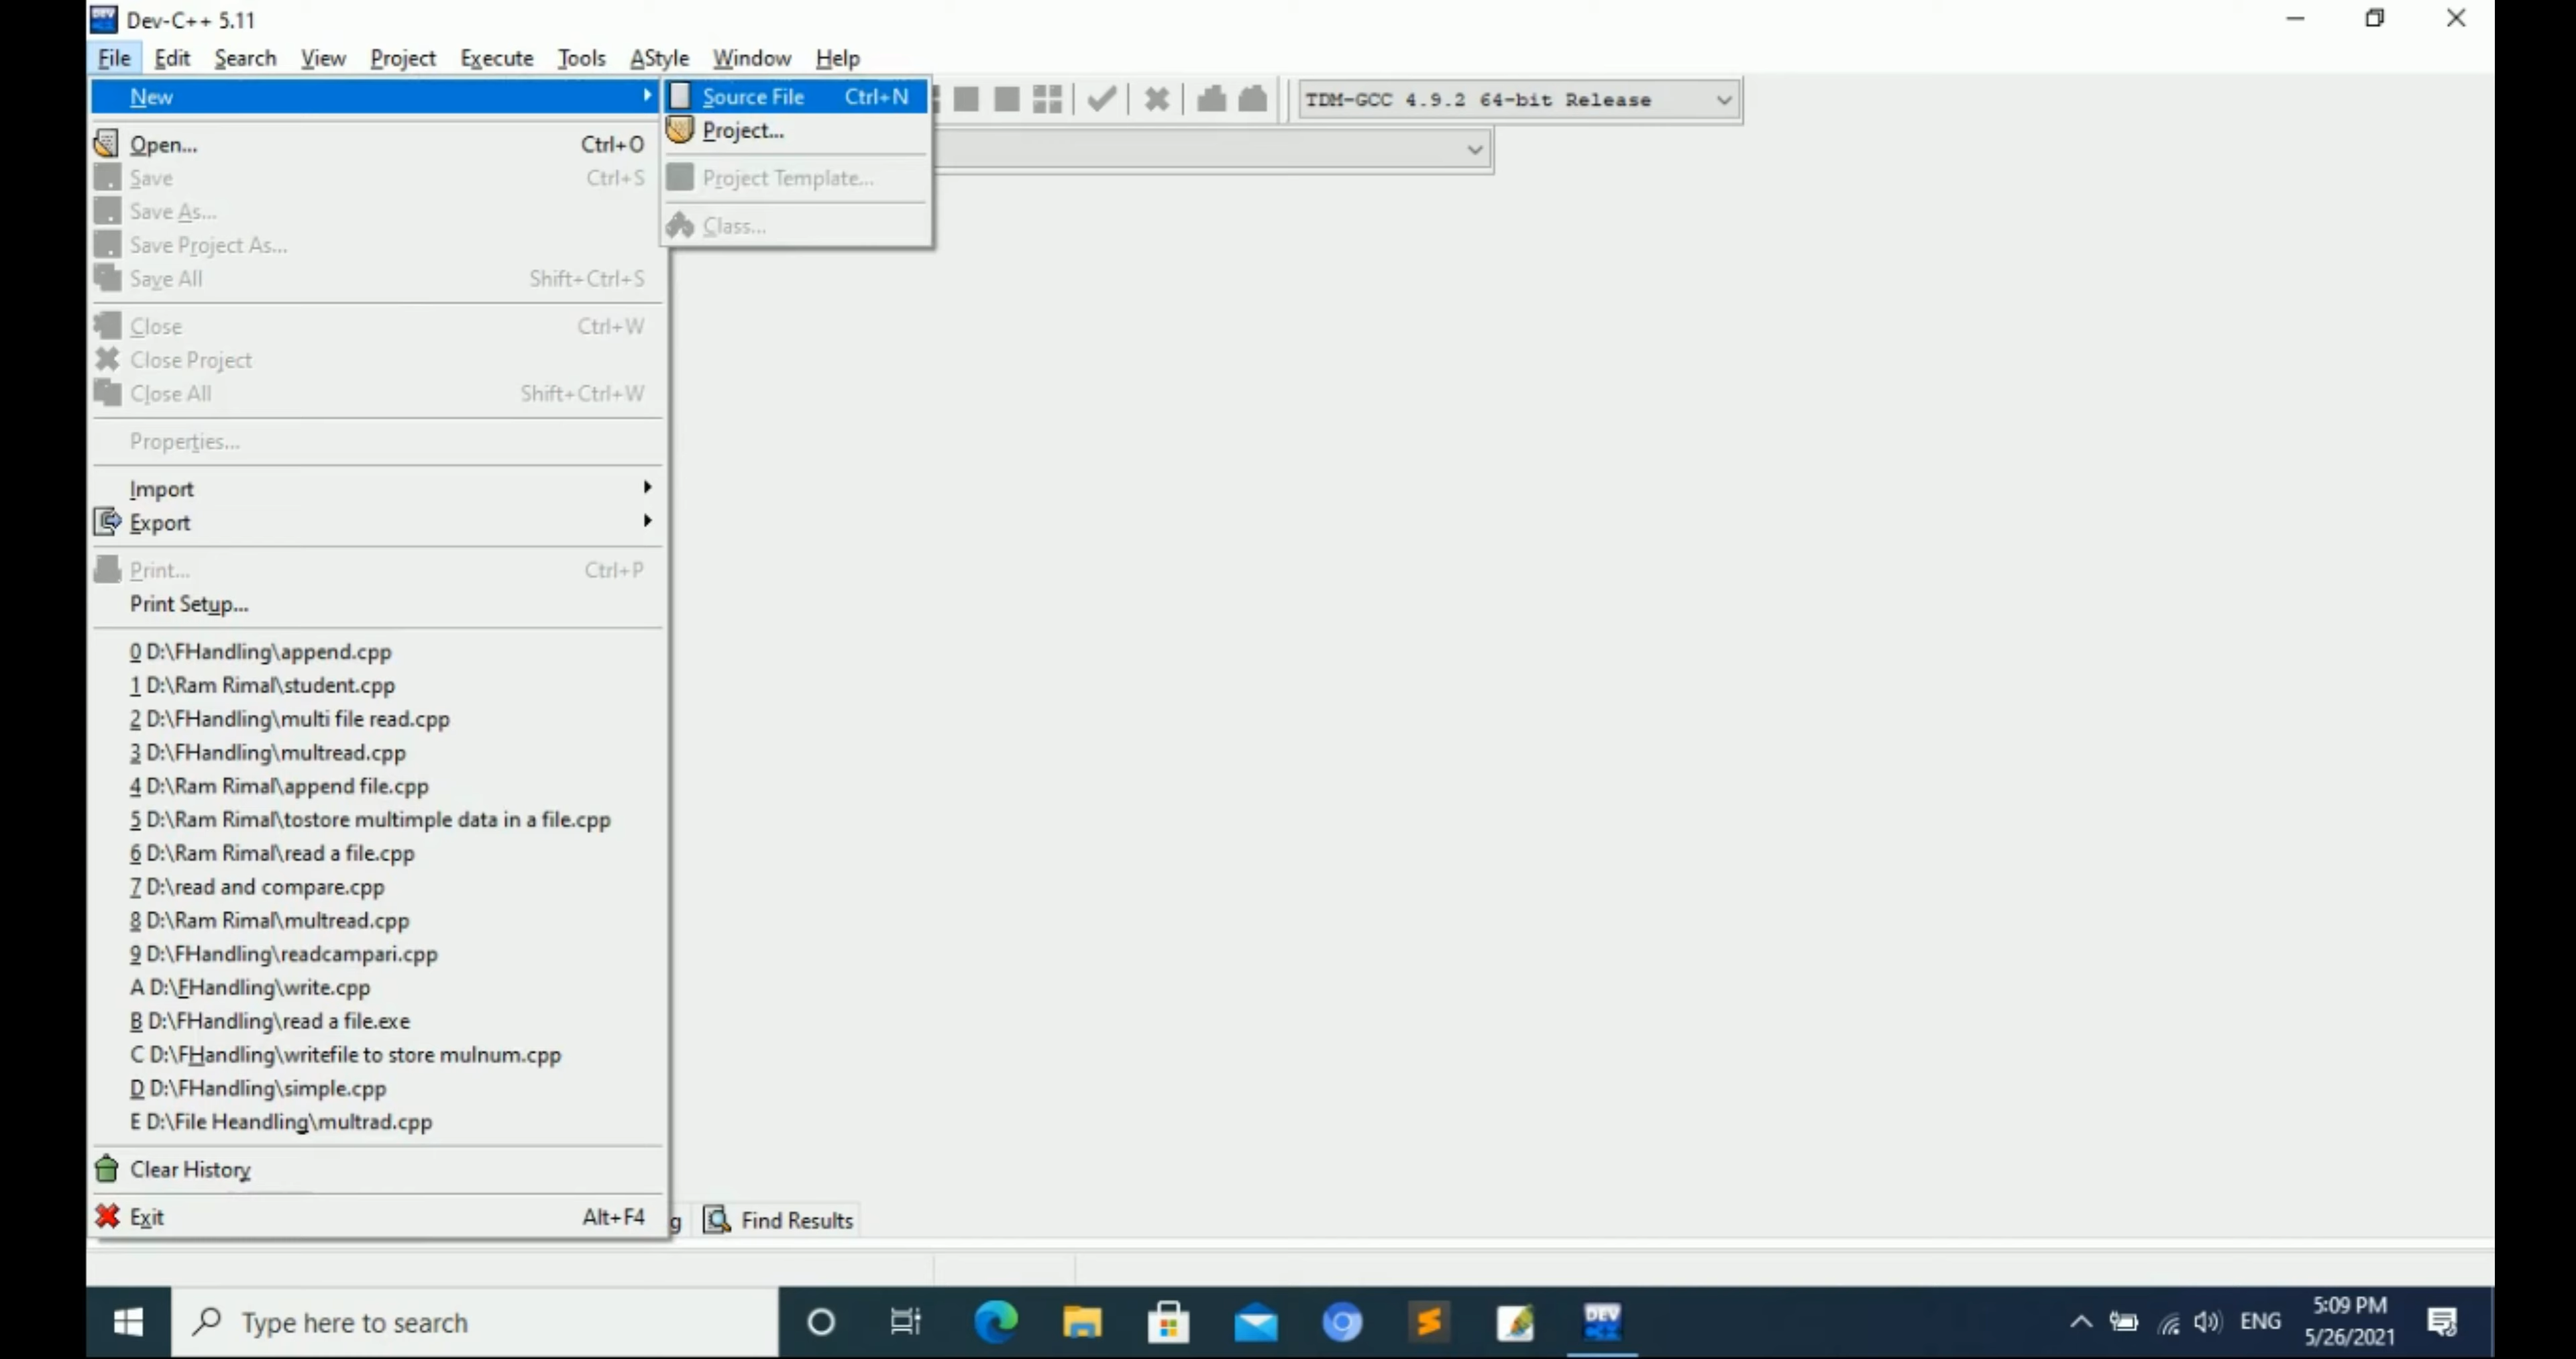 Dev-C++ 5.11
File Edit Search View Project Execute Tools AStyle Window Help
New
Source File Ctrl+N
TDM-GCC 4.9.2 64-bit Release
Project...
Open... Ctrl+O
Save Ctrl+S
Project Template...
Save As...
Class...
Save Project As...
Save All Shift+Ctrl+S
Close Ctrl+W
Close Project
Close All Shift+Ctrl+W
Properties...
Import
Export
Print... Ctrl+P
Print Setup...
0 D:\FHandling\append.cpp
1 D:\Ram Rimal\student.cpp
2 D:\FHandling\multi file read.cpp
3 D:\FHandling\multread.cpp
4 D:\Ram Rimal\append file.cpp
5 D:\Ram Rimal\tostore multimple data in a file.cpp
6 D:\Ram Rimal\read a file.cpp
7 D:\read and compare.cpp
8 D:\Ram Rimal\multread.cpp
9 D:\FHandling\readcampari.cpp
A D:\FHandling\write.cpp
B D:\FHandling\read a file.exe
C D:\FHandling\writefile to store mulnum.cpp
D D:\FHandling\simple.cpp
E D:\File Heandling\multrad.cpp
Clear History
Exit Alt+F4
g Find Results
Type here to search
DEV
ENG
5:09 PM
5/26/2021